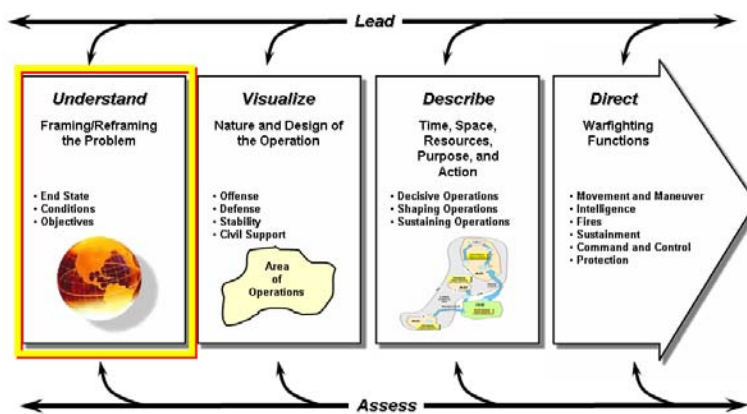 Lead
Understand
Framing/Reframing
the Problem
• End State
• Conditions
• Objectives
Visualize
Nature and Design of
the Operation
• Offense
• Defense
• Stability
• Civil Support
Area
of
Operations
Describe
Time, Space,
Resources,
Purpose, and
Action
• Decisive Operations
• Shaping Operations
• Sustaining Operations
Direct
Warfighting
Functions
• Movement and Maneuver
• Intelligence
• Fires
• Sustainment
• Command and Control
• Protection
Assess